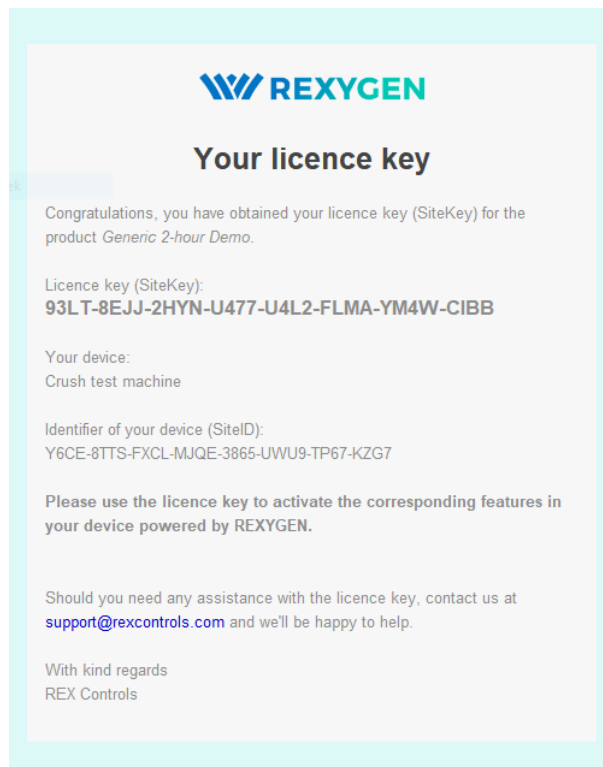 REXYGEN
Your licence key
Congratulations, you have obtained your licence key (SiteKey) for the
product Generic 2-hour Demo.
Licence key (SiteKey):
93LT-8EJJ-2HYN-U477-U4L2-FLMA-YM4W-CIBB
Your device:
Crush test machine
Identifier of your device (SiteID):
Y6CE-8TTS-FXCL-MJQE-3865-UWU9-TP67-KZG7
Please use the licence key to activate the corresponding features in
your device powered by REXYGEN.
Should you need any assistance with the licence key, contact us at
support@rexcontrols.com and we'll be happy to help.
With kind regards
REX Controls